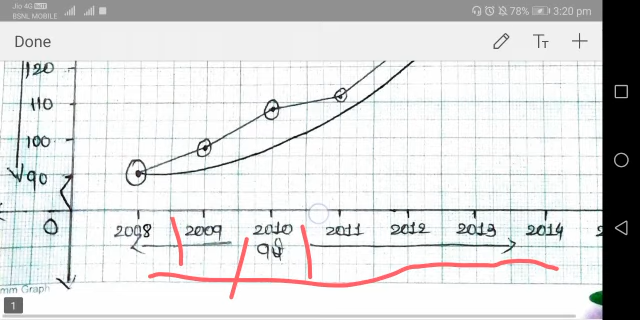 Jio 4G VoLTE
BSNL MOBILE
78% 3:20 pm
Done
120
110
100
90
0
2008 2009 2010 2011 2012 2013 2014
mm Graph
1